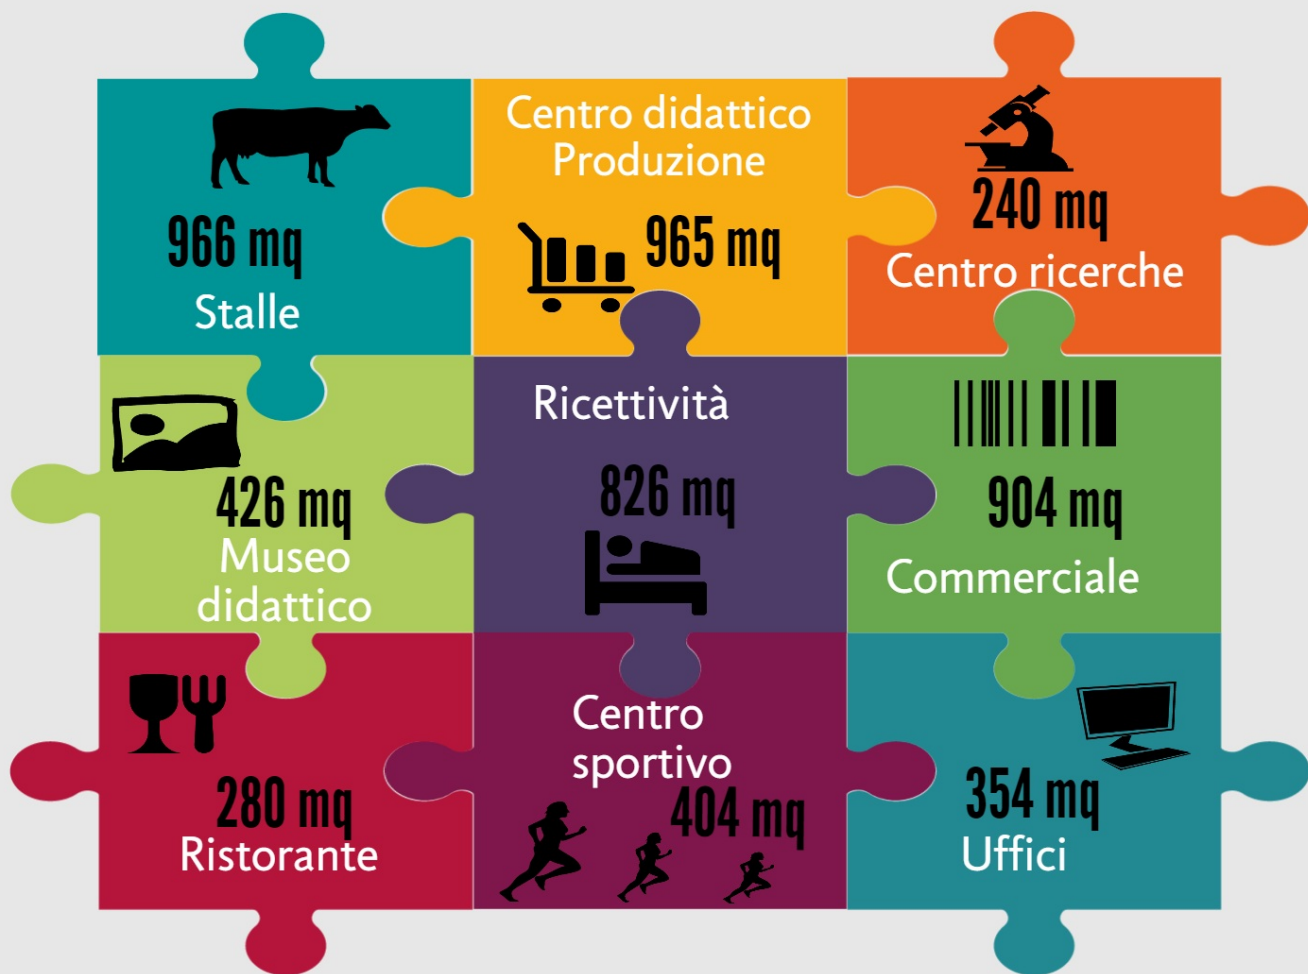 966 mq
Stalle
Centro didattico
Produzione
965 mq
240 mq
Centro ricerche
426 mq
Museo
didattico
Ricettività
826 mq
904 mq
Commerciale
280 mq
Ristorante
Centro
sportivo
404 mq
354 mq
Uffici